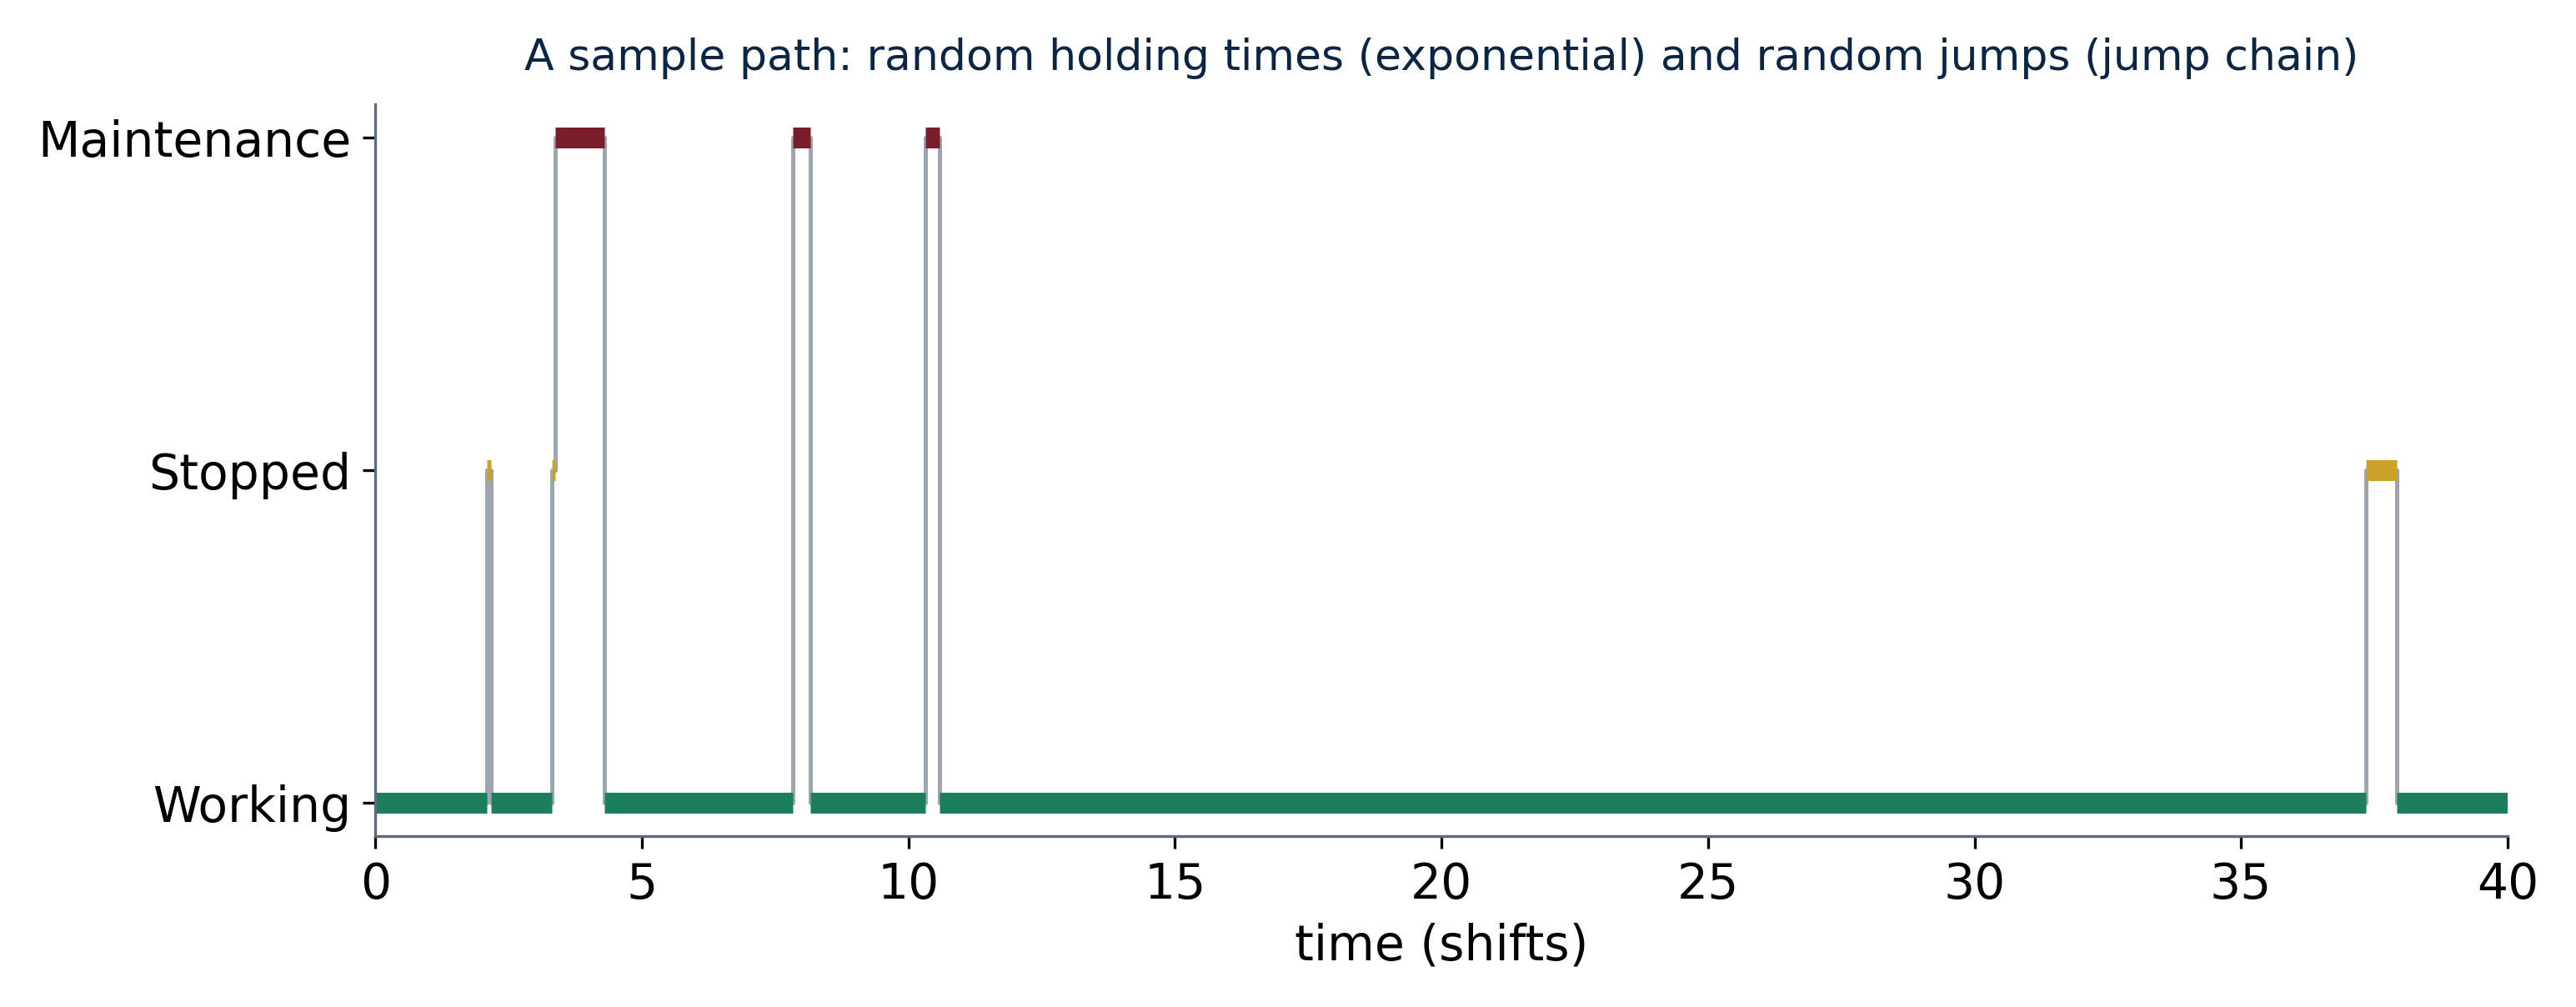 A sample path: random holding times (exponential) and random jumps (jump chain)
Maintenance
Stopped
Working
0 5 10 15 20 25 30 35 40
time (shifts)